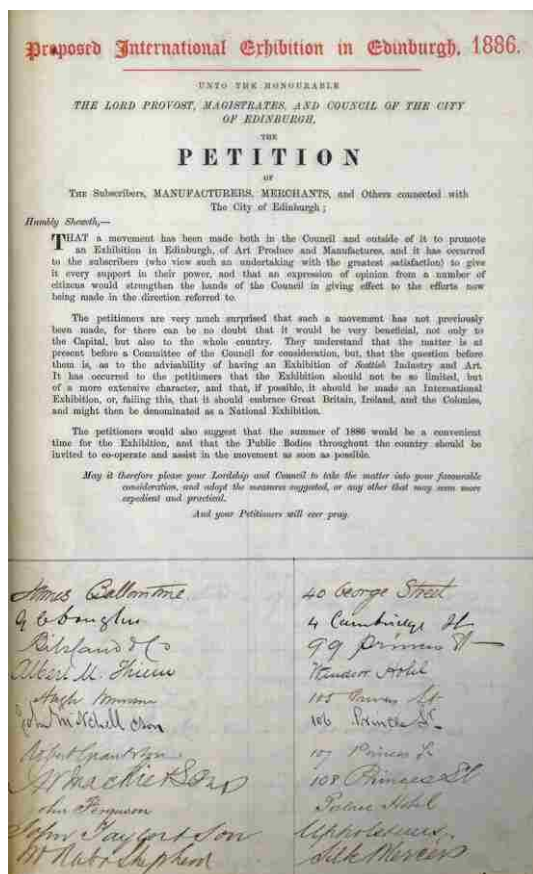 Proposed International Exhibition in Edinburgh, 1886.
UNTO THE HONOURABLE
THE LORD PROVOST, MAGISTRATES, AND COUNCIL OF THE CITY
OF EDINBURGH,
THE
PETITION
OF
THE Subscribers, MANUFACTURERS, MERCHANTS, and Others connected with
The City of Edinburgh;
Humbly Sheweth,—
THAT a movement has been made both in the Council and outside of it to promote
an Exhibition in Edinburgh, of Art Produce and Manufactures, and it has occurred
to the subscribers (who view such an undertaking with the greatest satisfaction) to give
it every support in their power, and that an expression of opinion from a number of
citizens would strengthen the hands of the Council in giving effect to the efforts now
being made in the direction referred to.
The petitioners are very much surprised that such a movement has not previously
been made, for there can be no doubt that it would be very beneficial, not only to
the Capital, but also to the whole country. They understand that the matter is at
present before a Committee of the Council for consideration, but, that the question before
them is, as to the advisability of having an Exhibition of Scottish Industry and Art.
It has occurred to the petitioners that the Exhibition should not be so limited, but
of a more extensive character, and that, if possible, it should be made an International
Exhibition, or, failing this, that it should embrace Great Britain, Ireland, and the Colonies,
and might then be denominated as a National Exhibition.
The petitioners would also suggest that the summer of 1886 would be a convenient
time for the Exhibition, and that the Public Bodies throughout the country should be
invited to co-operate and assist in the movement as soon as possible.
May it therefore please your Lordship and Council to take the matter into your favourable
consideration, and adopt the measures suggested, or any other that may seem more
expedient and practical.
And your Petitioners will ever pray.
James Ballantine 40 George Street
Douglas 4 Cambridge St
& Co 99 Princes St
Albert M. Windsor Hotel
Hugh 105 Princes St
John Mitchell & Son 106 Princes St
Robert Grant & Son 107 Princes St
Mackie & Sons 108 Princes St
John Ferguson Palace Hotel
John Taylor & Son Upholsterers
Shepherd Silk Mercers